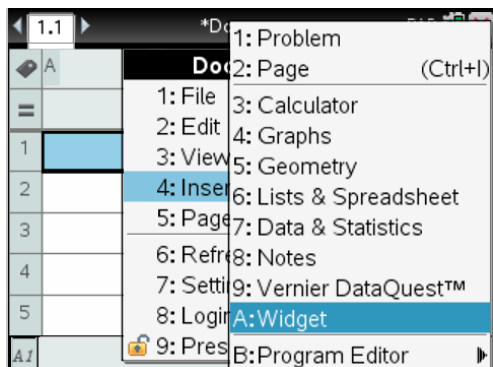 1.1
*Do
A
=
1
2
3
4
5
A1
Doc
1: File
2: Edit
3: View
4: Inser
5: Page
6: Refre
7: Settin
8: Login
9: Pres
1: Problem
2: Page (Ctrl+I)
3: Calculator
4: Graphs
5: Geometry
6: Lists & Spreadsheet
7: Data & Statistics
8: Notes
9: Vernier DataQuest™
A: Widget
B: Program Editor